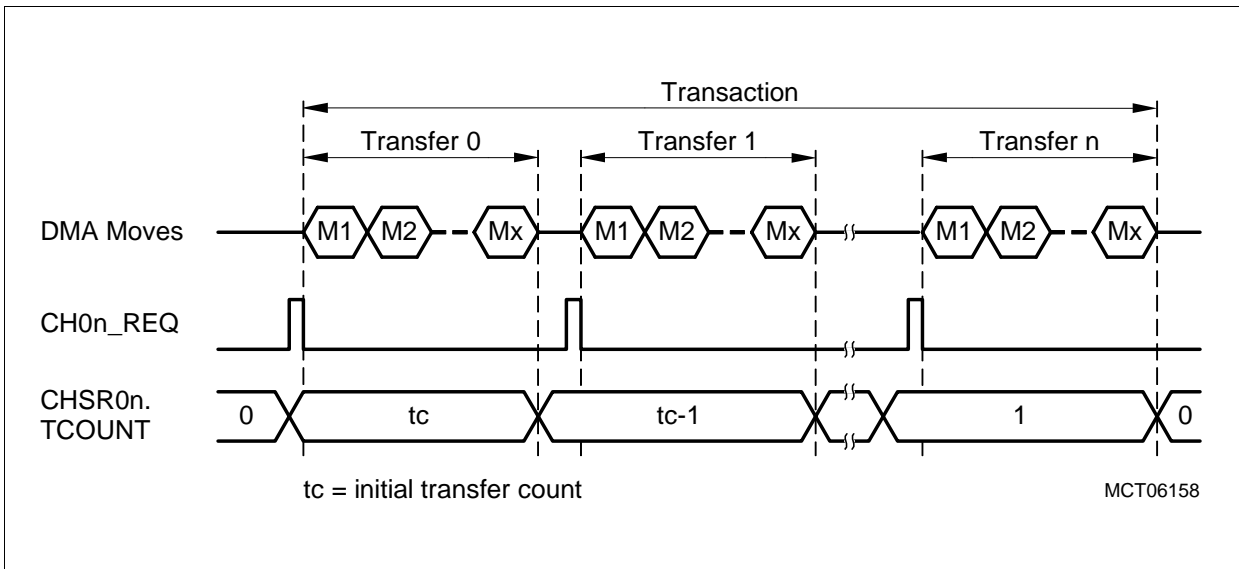 Transaction
Transfer 0 Transfer 1 Transfer n
DMA Moves M1 M2 Mx M1 M2 Mx M1 M2 Mx
CH0n_REQ
CHSR0n.
TCOUNT
0 tc tc-1 1 0
tc = initial transfer count
MCT06158